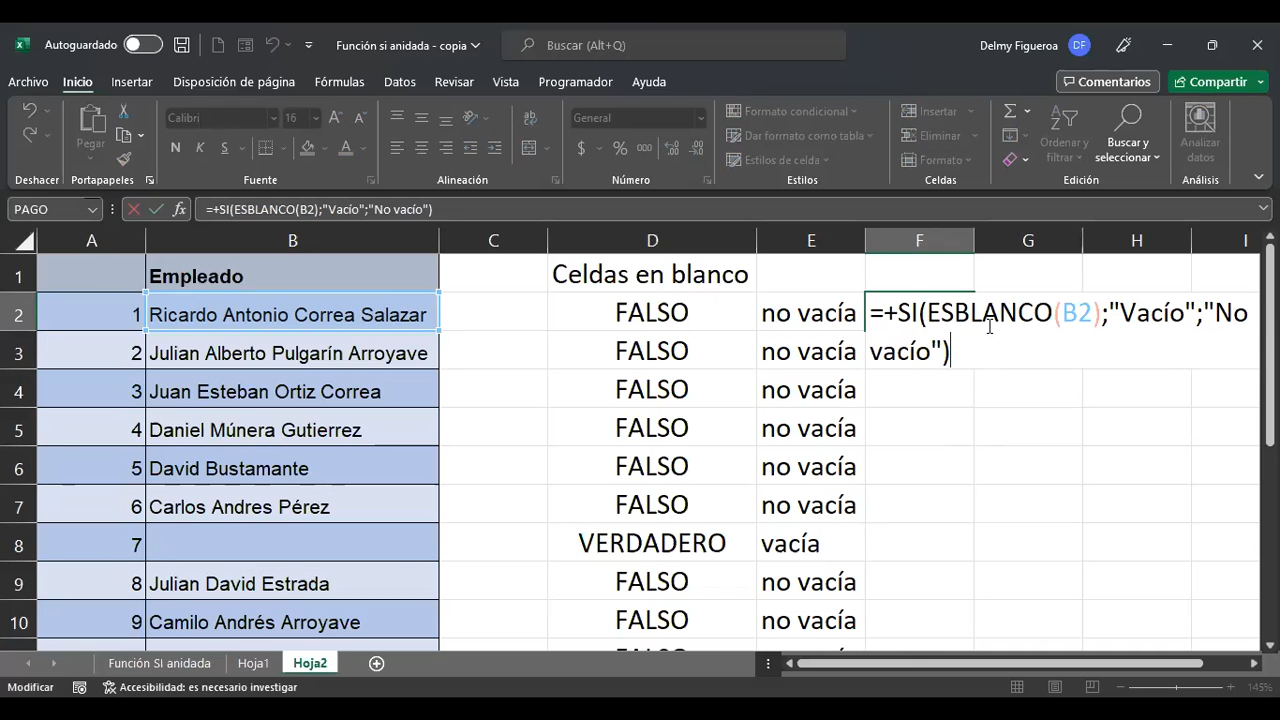 Autoguardado
Función si anidada - copia
Buscar (Alt+Q)
Delmy Figueroa
DF
Archivo Inicio Insertar Disposición de página Fórmulas Datos Revisar Vista Programador Ayuda
Comentarios
Compartir
Calibri 16
General
Formato condicional
Insertar
Dar formato como tabla
Eliminar
Estilos de celda
Formato
Pegar
N K S
$ % 000
Ordenar y
filtrar
Buscar y
seleccionar
Analizar
datos
Deshacer Portapapeles Fuente Alineación Número Estilos Celdas Edición Análisis
PAGO
fx
=+SI(ESBLANCO(B2);"Vacío";"No vacío")
A B C D E F G H I
1 Empleado Celdas en blanco
2 1 Ricardo Antonio Correa Salazar FALSO no vacía =+SI(ESBLANCO(B2);"Vacío";"No
3 2 Julian Alberto Pulgarín Arroyave FALSO no vacía vacío")
4 3 Juan Esteban Ortiz Correa FALSO no vacía
5 4 Daniel Múnera Gutierrez FALSO no vacía
6 5 David Bustamante FALSO no vacía
7 6 Carlos Andres Pérez FALSO no vacía
8 7 VERDADERO vacía
9 8 Julian David Estrada FALSO no vacía
10 9 Camilo Andrés Arroyave FALSO no vacía
Función SI anidada Hoja1 Hoja2
Modificar
Accesibilidad: es necesario investigar
145%